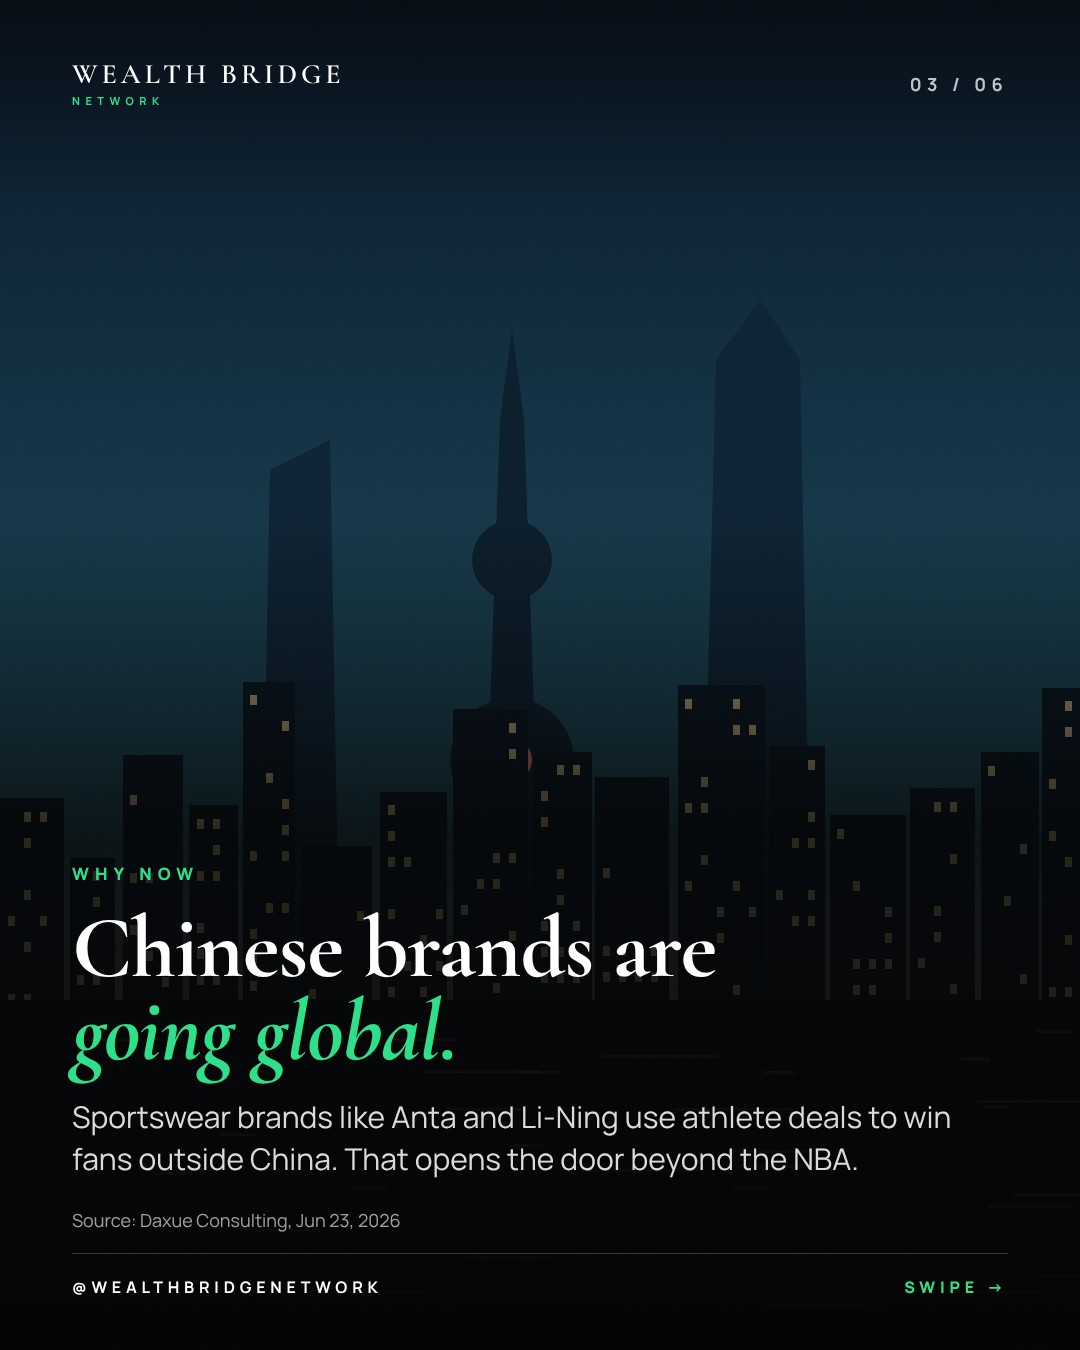 WEALTH BRIDGE
NETWORK
03 / 06
WHY NOW
Chinese brands are
going global.
Sportswear brands like Anta and Li-Ning use athlete deals to win
fans outside China. That opens the door beyond the NBA.
Source: Daxue Consulting, Jun 23, 2026
@WEALTHBRIDGENETWORK
SWIPE →